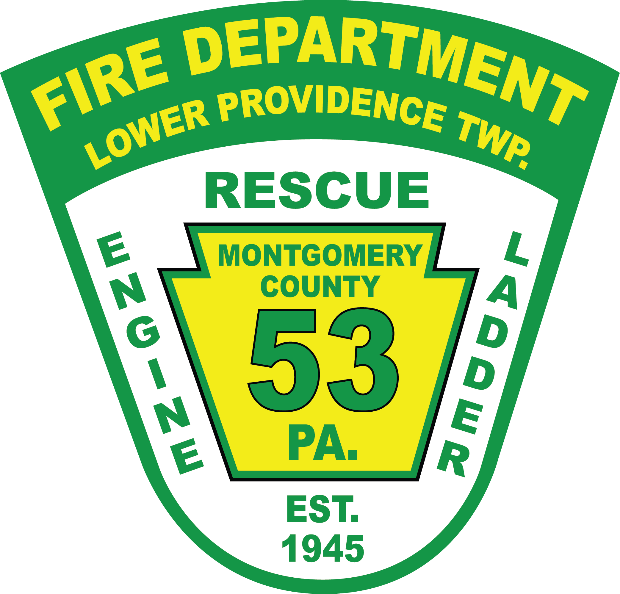 FIRE DEPARTMENT
LOWER PROVIDENCE TWP.
RESCUE
ENGINE
MONTGOMERY
COUNTY
53
PA.
LADDER
EST.
1945